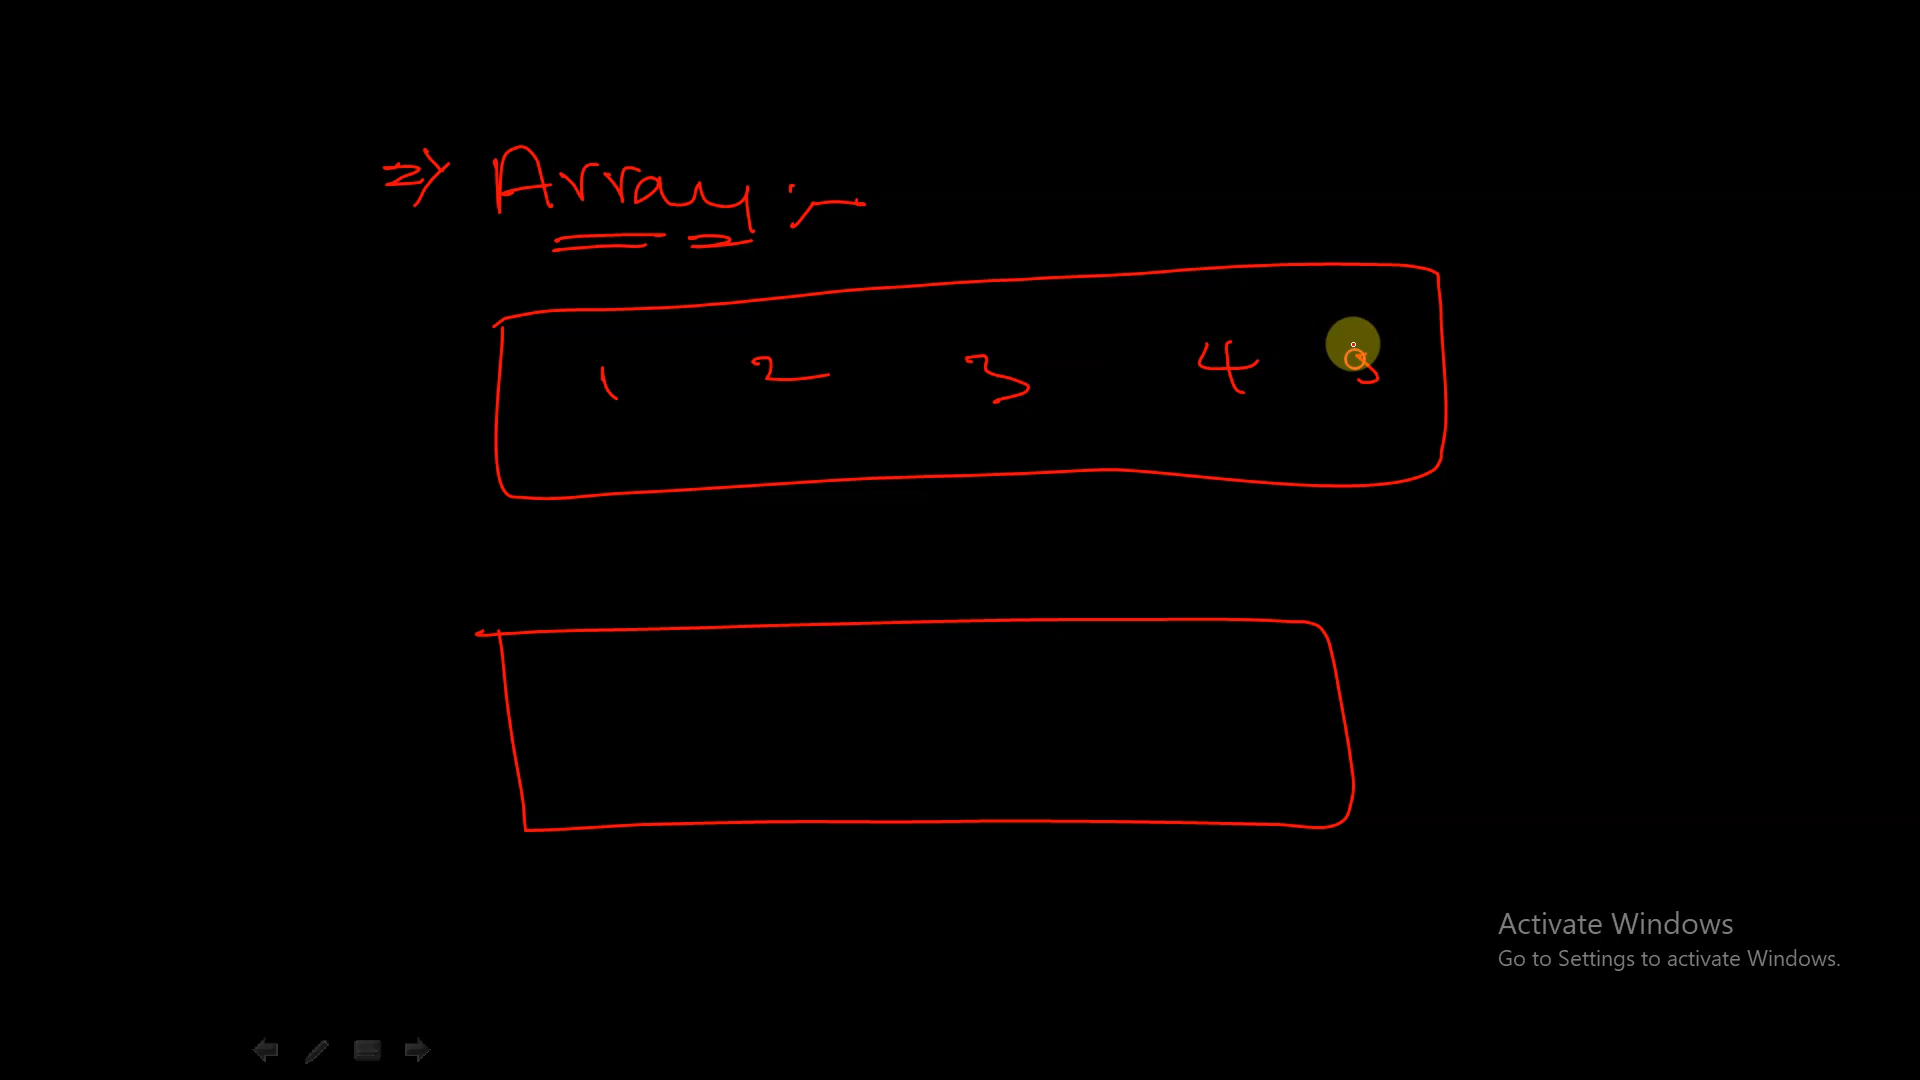 => Array :-
1 2 3 4 5
Activate Windows
Go to Settings to activate Windows.